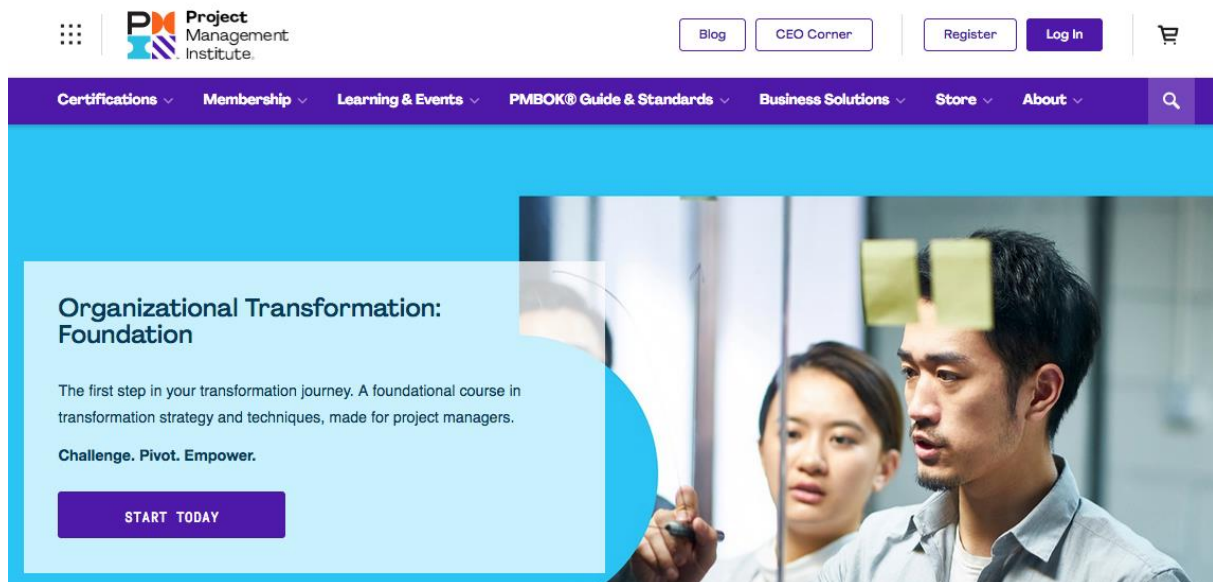 Project
Management
Institute.
Blog
CEO Corner
Register
Log In
Certifications
Membership
Learning & Events
PMBOK® Guide & Standards
Business Solutions
Store
About
Organizational Transformation:
Foundation
The first step in your transformation journey. A foundational course in
transformation strategy and techniques, made for project managers.
Challenge. Pivot. Empower.
START TODAY